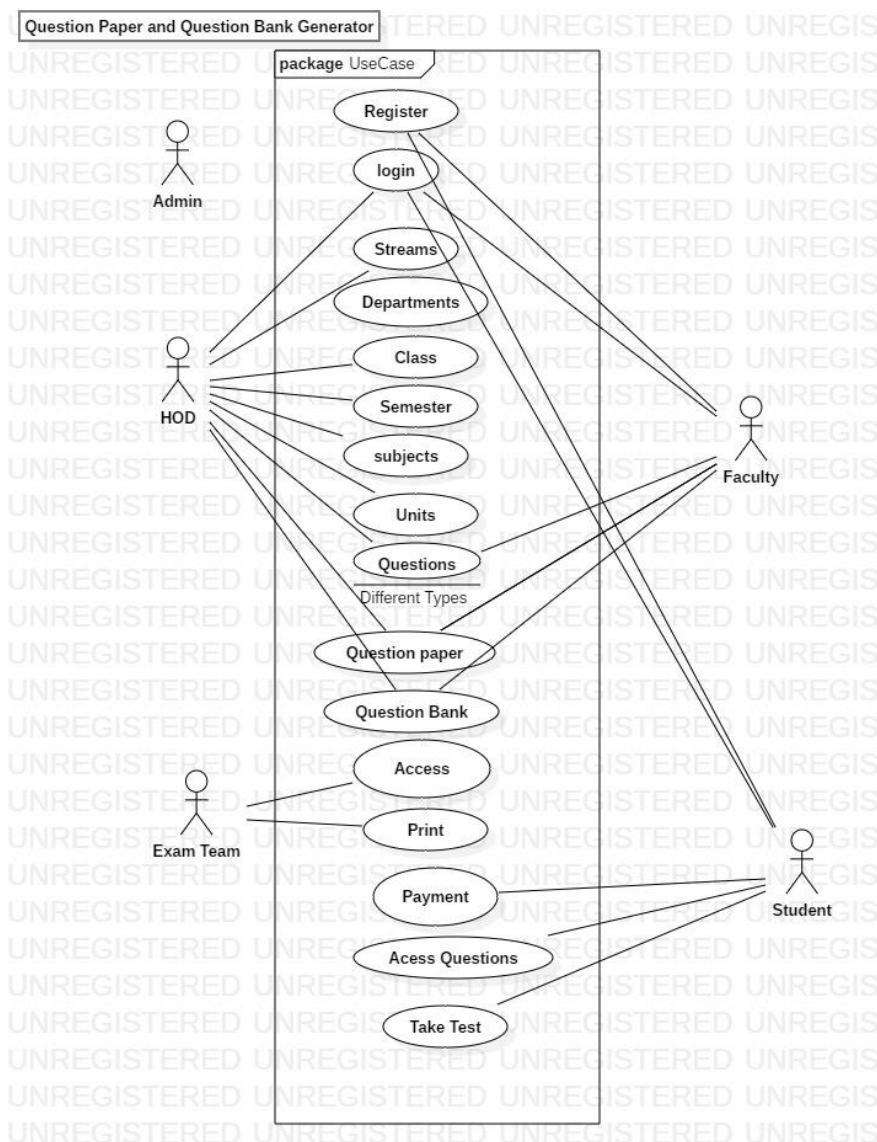 Question Paper and Question Bank Generator
package UseCase
Register
Admin
login
Streams
Departments
HOD
Class
Semester
subjects
Faculty
Units
Questions
Different Types
Question paper
Question Bank
Access
Exam Team
Print
Payment
Student
Acess Questions
Take Test
UNREGISTERED